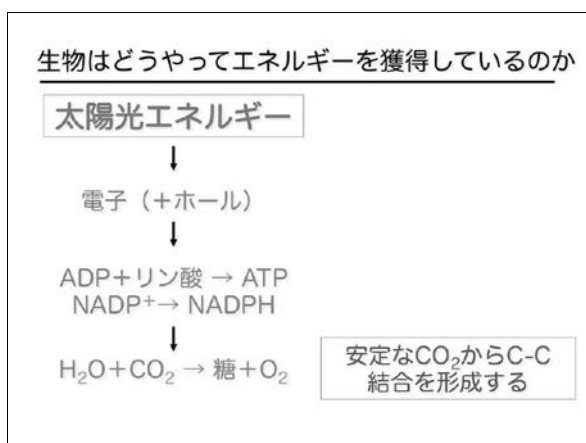 生物はどうやってエネルギーを獲得しているのか
太陽光エネルギー
↓
電子（＋ホール）
↓
ADP＋リン酸 → ATP
NADP⁺→ NADPH
↓
H₂O＋CO₂ → 糖＋O₂
安定なCO₂からC-C
結合を形成する